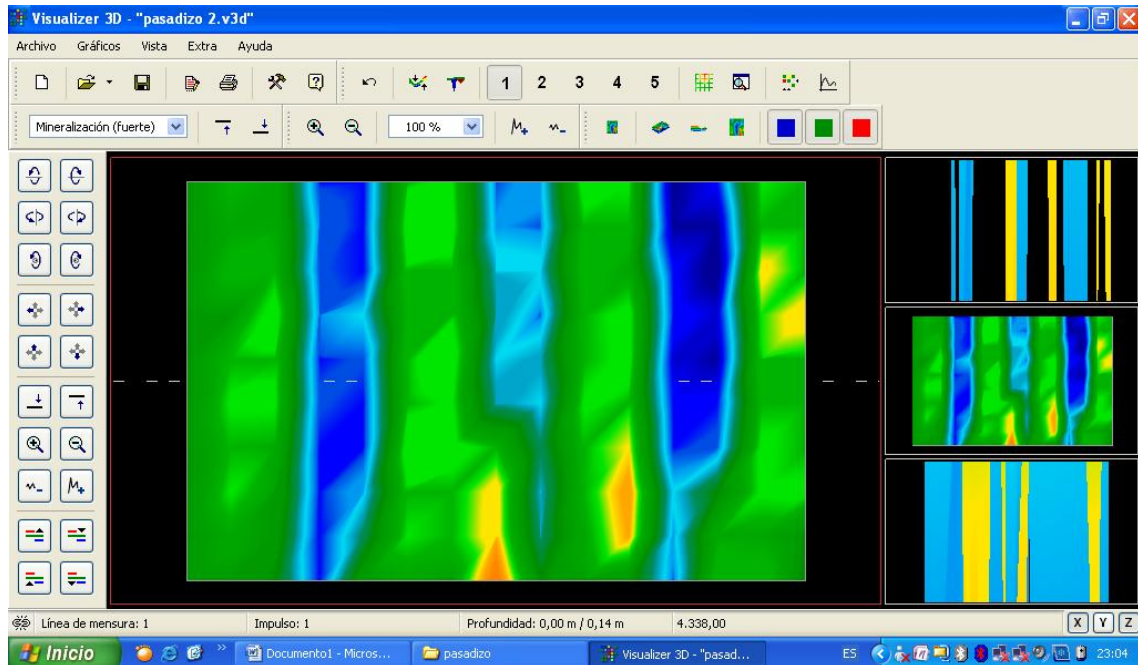 Visualizer 3D - "pasadizo 2.v3d"
Archivo Gráficos Vista Extra Ayuda
1 2 3 4 5
Mineralización (fuerte) 100 %
Línea de mensura: 1 Impulso: 1 Profundidad: 0,00 m / 0,14 m 4.338,00 X Y Z
Inicio Documento1 - Micros... pasadizo Visualizer 3D - "pasad... ES 23:04